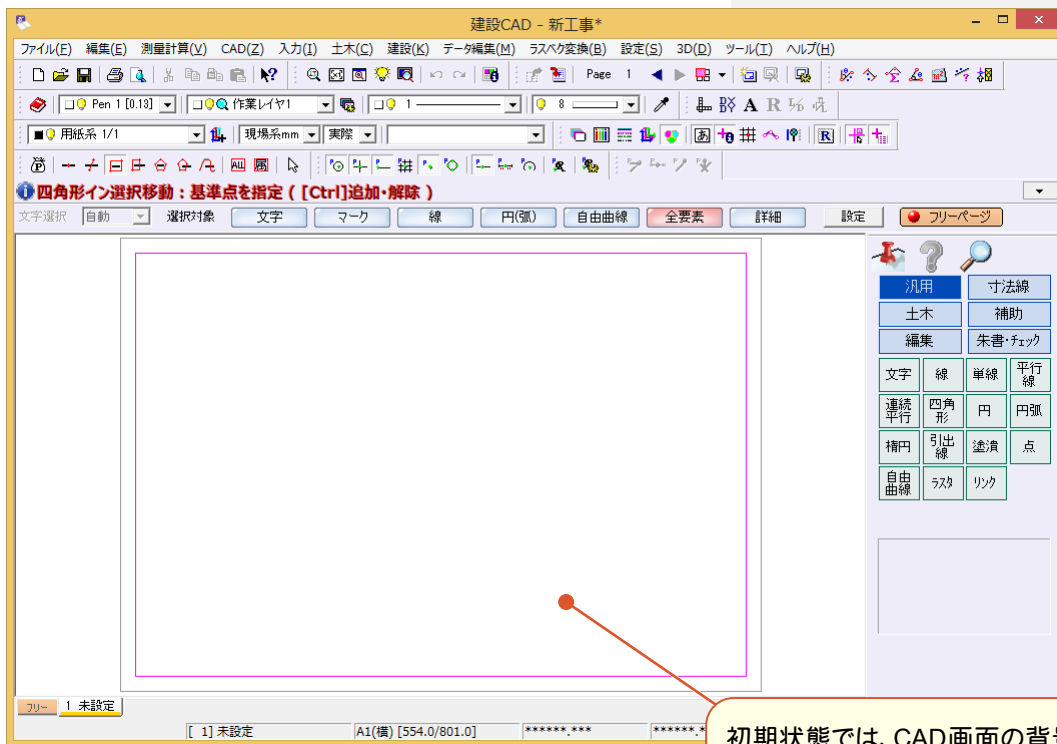 建設CAD - 新工事*
ファイル(F) 編集(E) 測量計算(V) CAD(Z) 入力(I) 土木(C) 建設(K) データ編集(M) ラスベク変換(B) 設定(S) 3D(D) ツール(T) ヘルプ(H)
Page 1
Pen 1 [0.13] 作業レイヤ1 1 8 A R
用紙系 1/1 現場系mm 実際 あ R
ALL
四角形イン選択移動:基準点を指定 ( [Ctrl]追加・解除 )
文字選択 自動 選択対象 文字 マーク 線 円(弧) 自由曲線 全要素 詳細 設定 フリーページ
汎用 寸法線
土木 補助
編集 朱書・チェック
文字 線 単線 平行線
連続平行 四角形 円 円弧
楕円 引出線 塗潰 点
自由曲線 ラスタ リンク
フリー 1 未設定
[ 1] 未設定 A1(横) [554.0/801.0] ******.*** ******.*
初期状態では、CAD画面の背